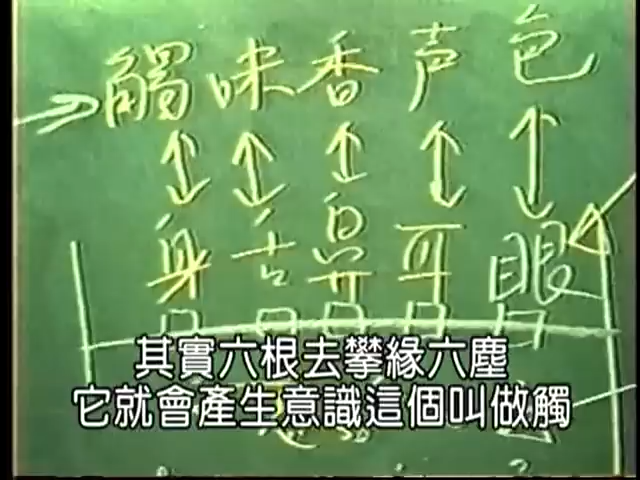 色声香味觸
眼耳鼻舌身
其實六根去攀緣六塵
它就會產生意識這個叫做觸